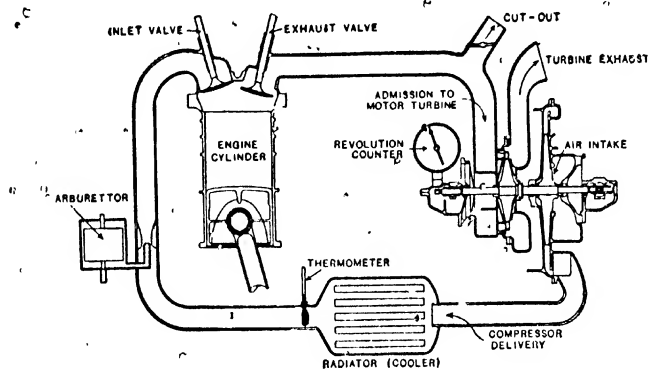 CUT-OUT
INLET VALVE
EXHAUST VALVE
TURBINE EXHAUST
ADMISSION TO
MOTOR TURBINE
REVOLUTION
COUNTER
AIR INTAKE
ENGINE
CYLINDER
ARBURETTOR
THERMOMETER
COMPRESSOR
DELIVERY
RADIATOR (COOLER)